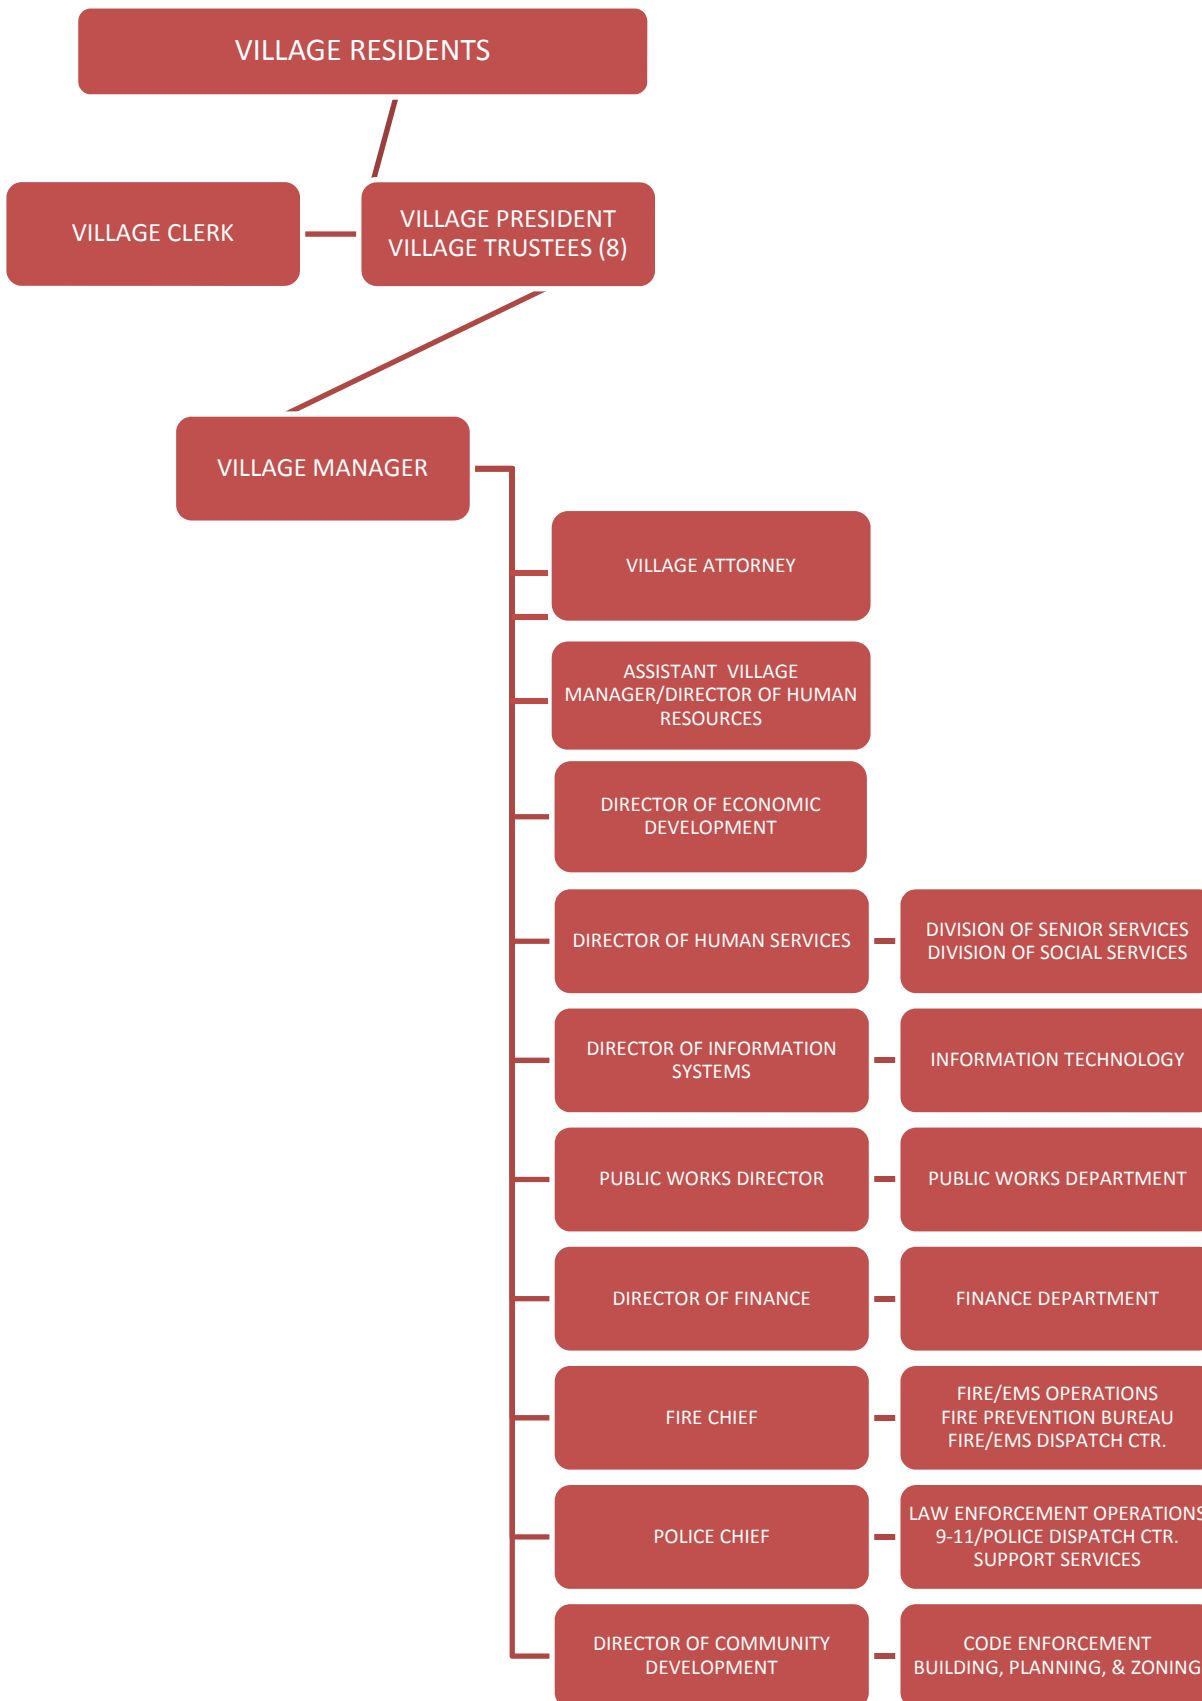 VILLAGE RESIDENTS
VILLAGE CLERK
VILLAGE PRESIDENT
VILLAGE TRUSTEES (8)
VILLAGE MANAGER
VILLAGE ATTORNEY
ASSISTANT  VILLAGE
MANAGER/DIRECTOR OF HUMAN
RESOURCES
DIRECTOR OF ECONOMIC
DEVELOPMENT
DIRECTOR OF HUMAN SERVICES
DIVISION OF SENIOR SERVICES
DIVISION OF SOCIAL SERVICES
DIRECTOR OF INFORMATION
SYSTEMS
INFORMATION TECHNOLOGY
PUBLIC WORKS DIRECTOR
PUBLIC WORKS DEPARTMENT
DIRECTOR OF FINANCE
FINANCE DEPARTMENT
FIRE CHIEF
FIRE/EMS OPERATIONS
FIRE PREVENTION BUREAU
FIRE/EMS DISPATCH CTR.
POLICE CHIEF
LAW ENFORCEMENT OPERATIONS
9-11/POLICE DISPATCH CTR.
SUPPORT SERVICES
DIRECTOR OF COMMUNITY
DEVELOPMENT
CODE ENFORCEMENT
BUILDING, PLANNING, & ZONING